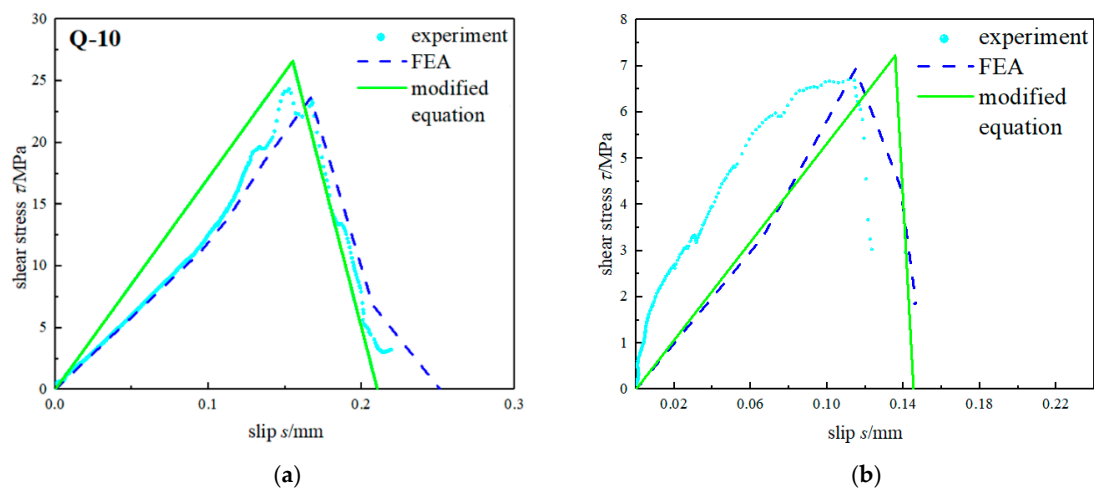 Q-10
experiment
FEA
modified
equation
30
25
20
15
10
5
0
shear stress τ/MPa
0.0 0.1 0.2 0.3
slip s/mm
(a)
experiment
FEA
modified
equation
8
7
6
5
4
3
2
1
0
shear stress τ/MPa
0.02 0.06 0.10 0.14 0.18 0.22
slip s/mm
(b)